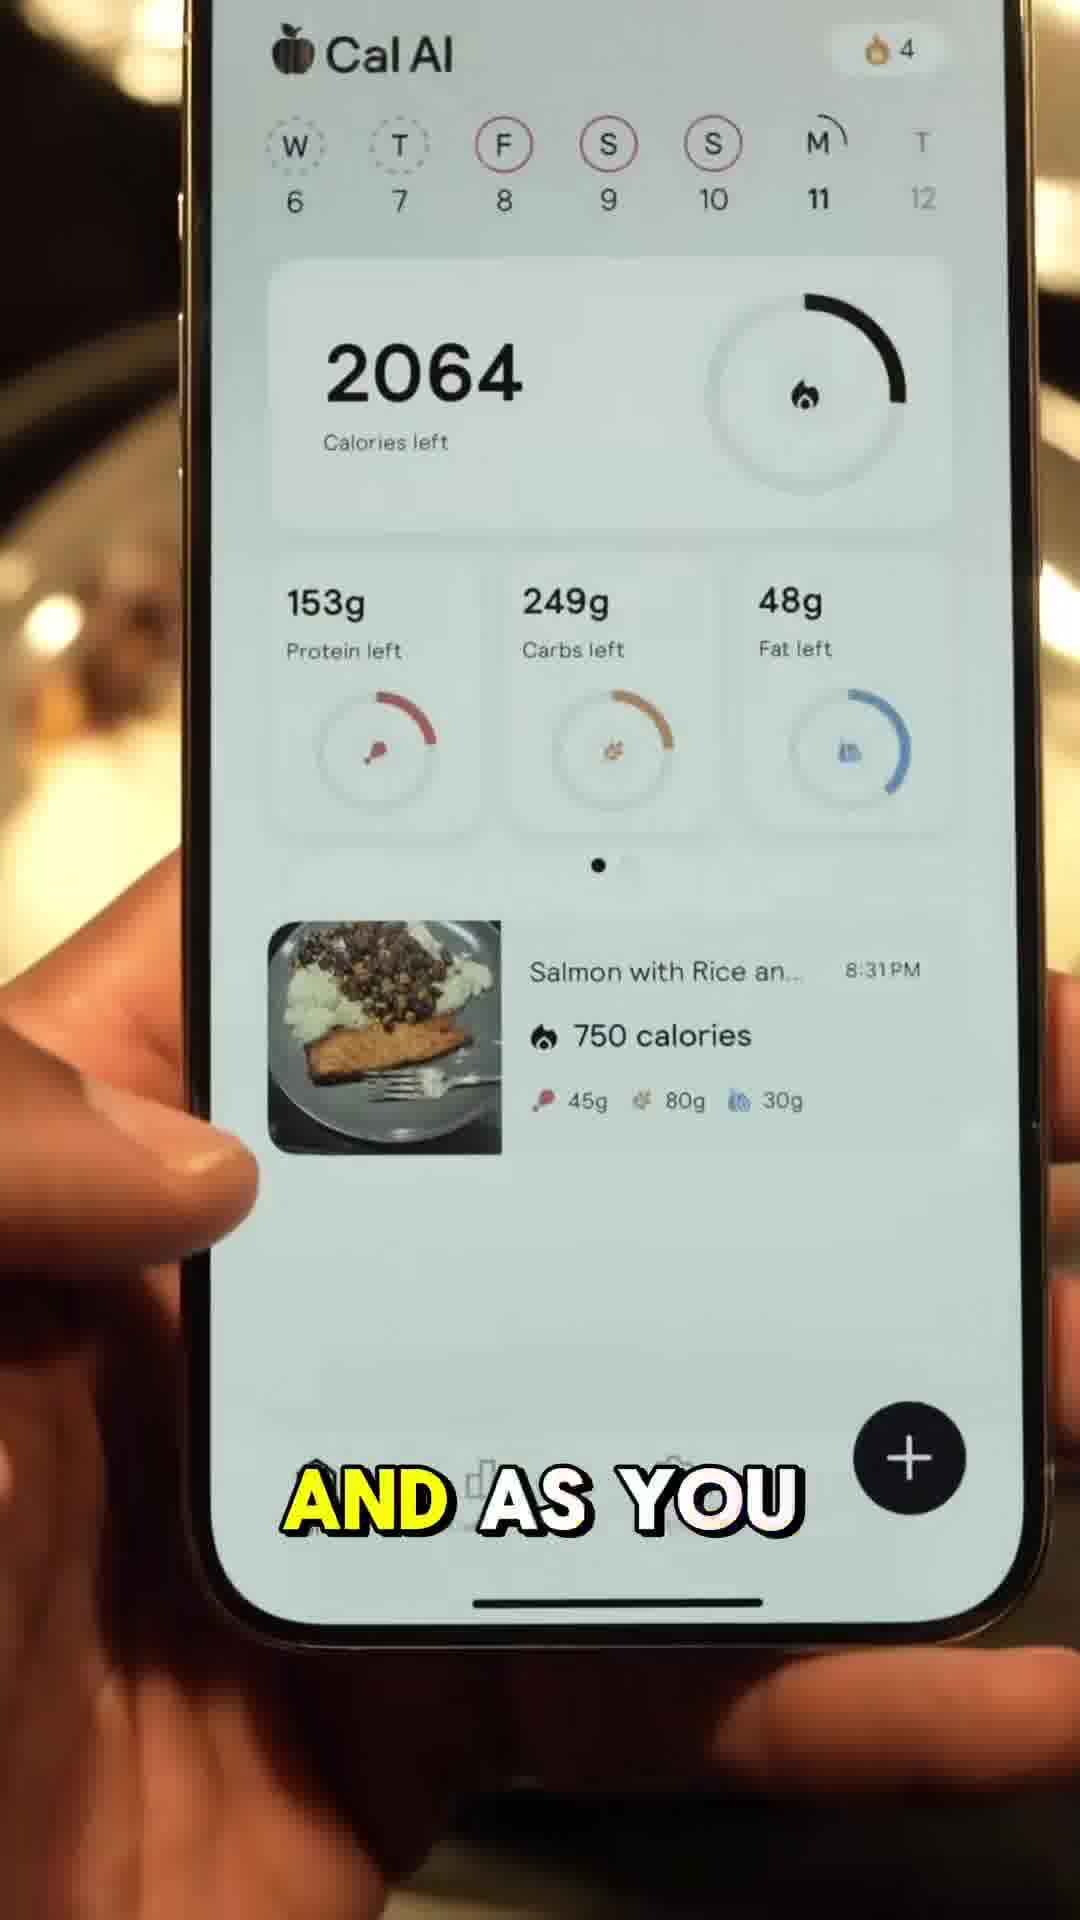 Cal AI
4
W T F S S M T
6 7 8 9 10 11 12
2064
Calories left
153g 249g 48g
Protein left Carbs left Fat left
Salmon with Rice an... 8:31 PM
750 calories
45g 80g 30g
AND AS YOU